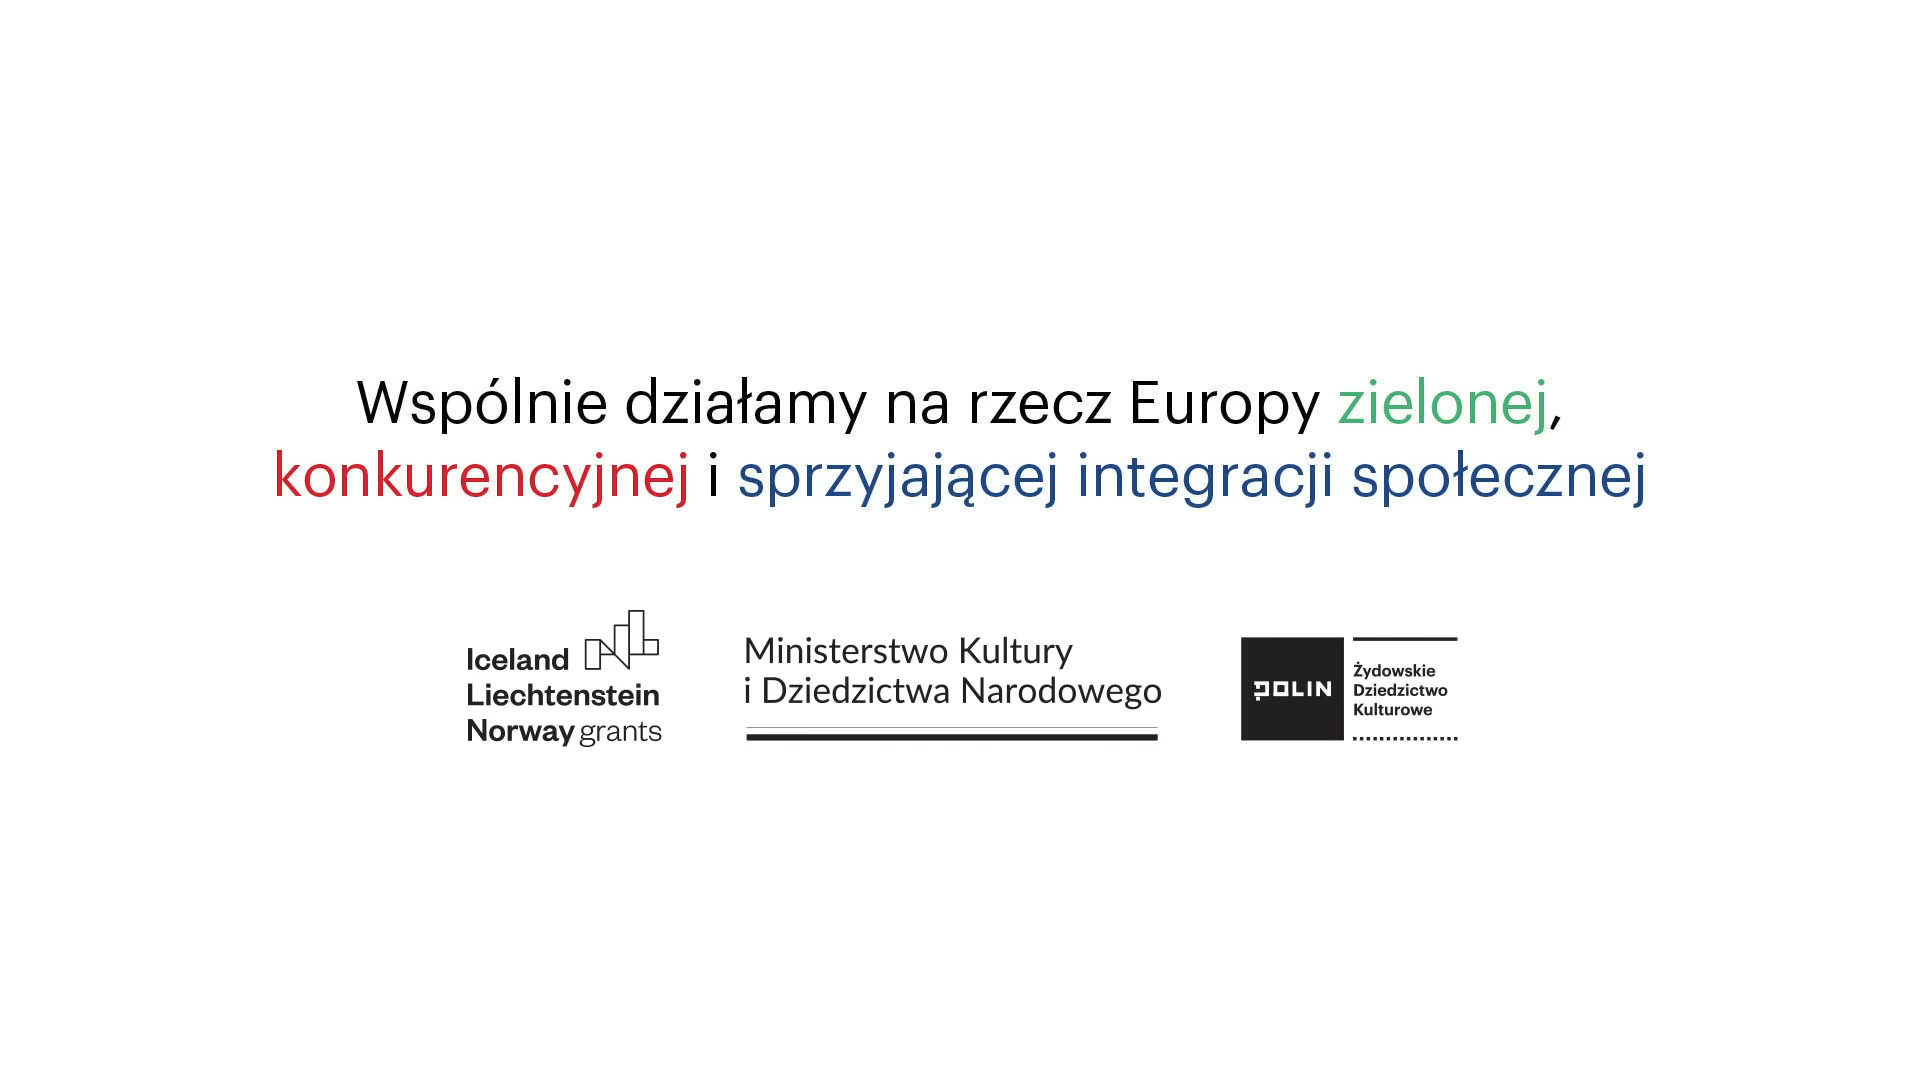 Wspólnie działamy na rzecz Europy zielonej,
konkurencyjnej i sprzyjającej integracji społecznej
Iceland
Liechtenstein
Norway grants
Ministerstwo Kultury
i Dziedzictwa Narodowego
POLIN
Żydowskie
Dziedzictwo
Kulturowe